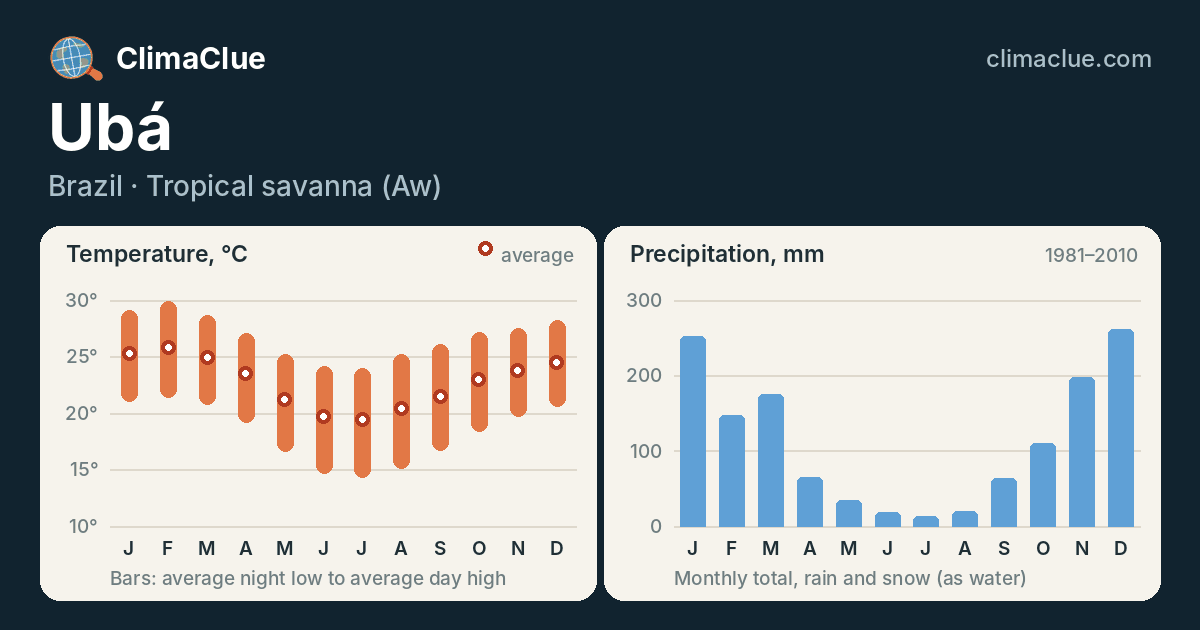 ClimaClue
climaclue.com
Ubá
Brazil · Tropical savanna (Aw)
Temperature, °C
average
30°
25°
20°
15°
10°
J F M A M J J A S O N D
Bars: average night low to average day high
Precipitation, mm
1981–2010
300
200
100
0
J F M A M J J A S O N D
Monthly total, rain and snow (as water)